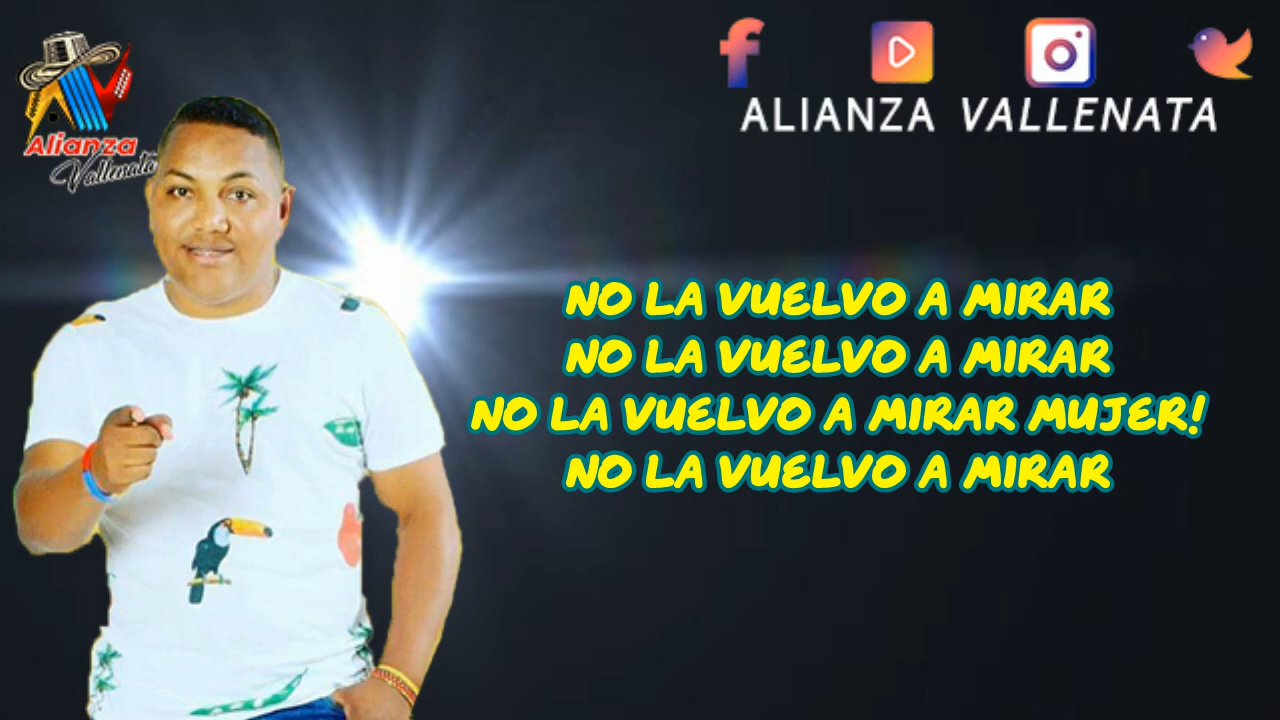 Alianza
Vallenata
ALIANZA VALLENATA
NO LA VUELVO A MIRAR
NO LA VUELVO A MIRAR
NO LA VUELVO A MIRAR MUJER!
NO LA VUELVO A MIRAR